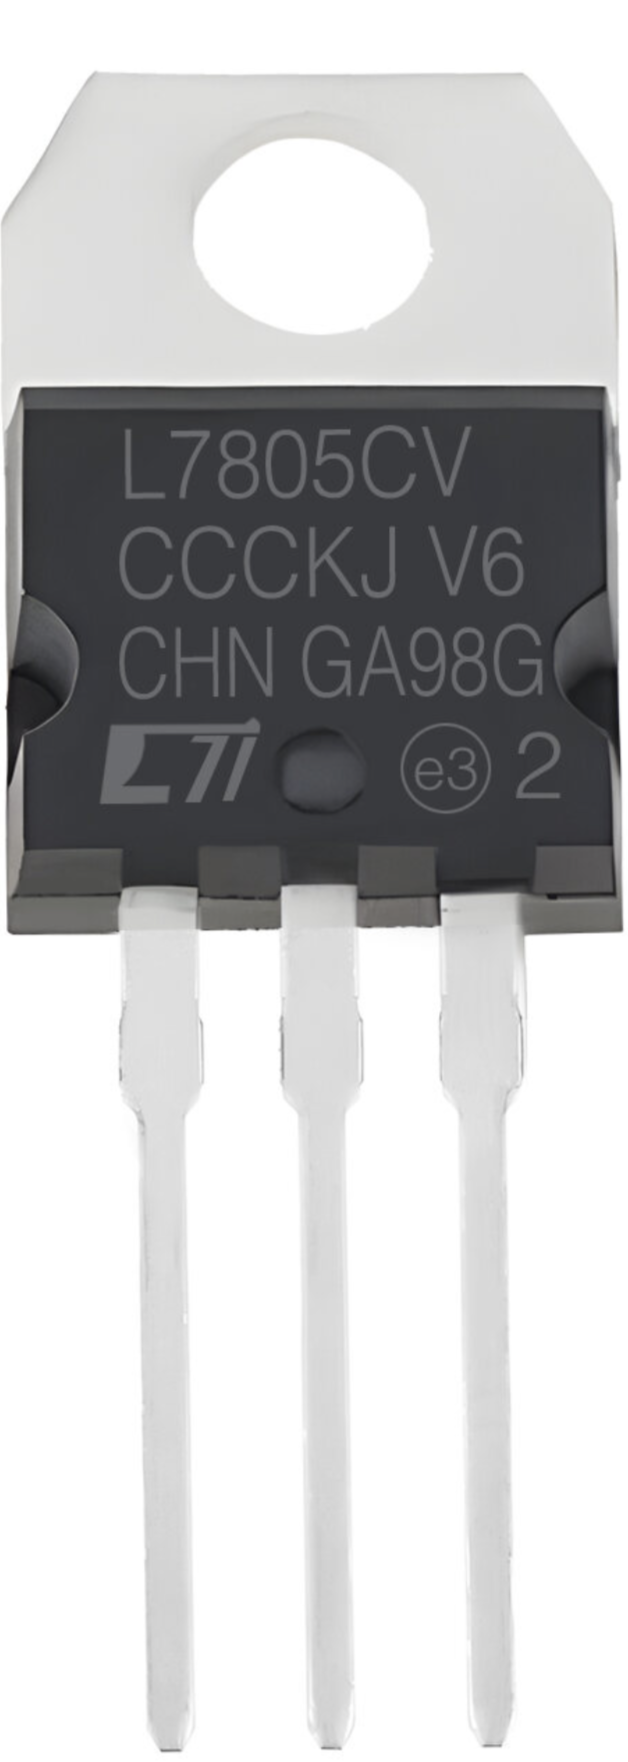 L7805CV
CCCKJ V6
CHN GA98G
e3 2